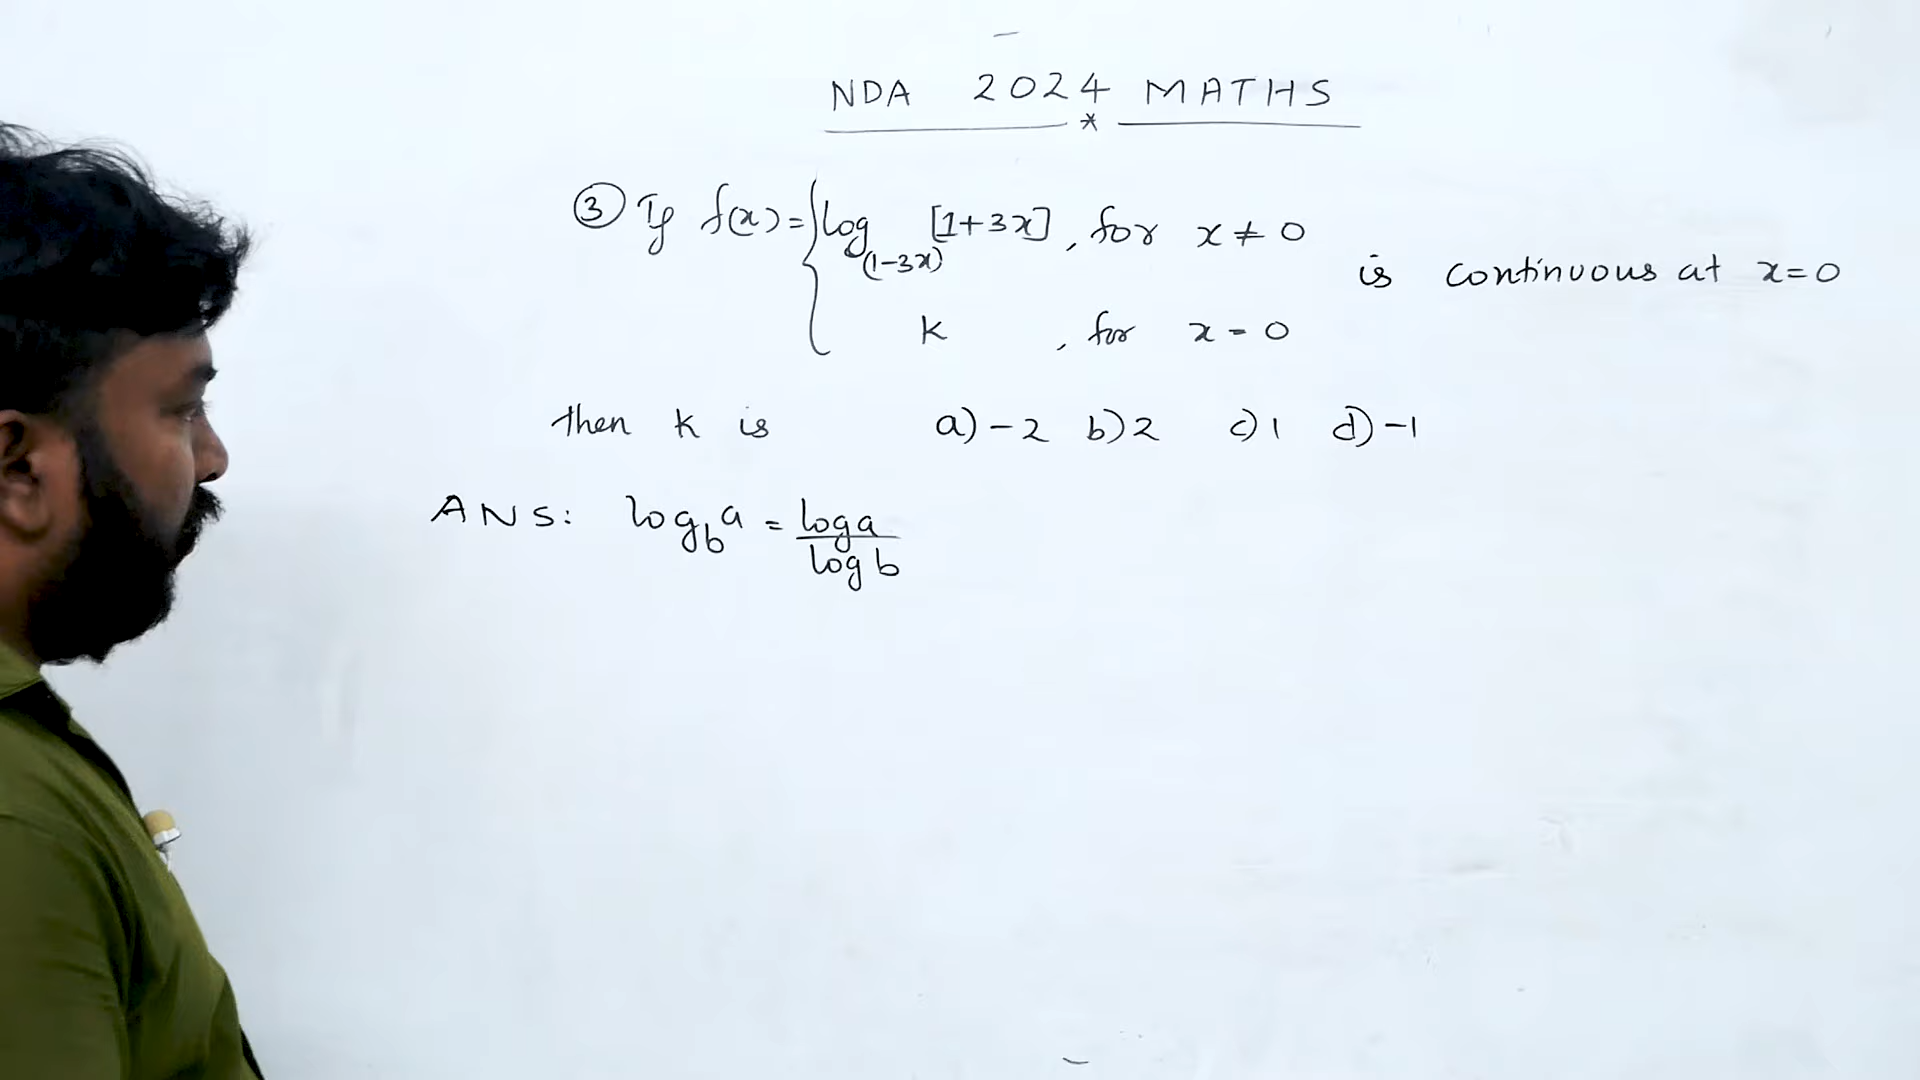 NDA 2024 MATHS
*
③ If f(x) = { log(1-3x) [1+3x], for x ≠ 0
is continuous at x=0
k , for x = 0
then k is a) -2 b) 2 c) 1 d) -1
ANS: log_b a = log a / log b